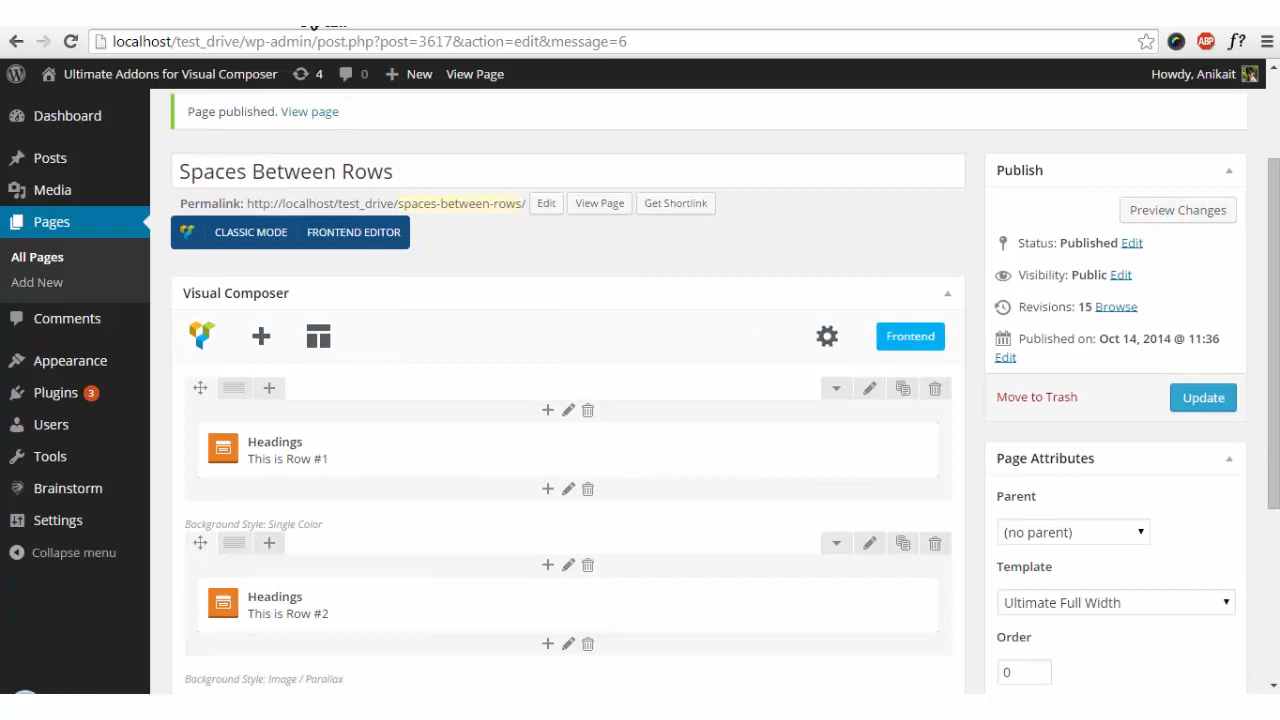 localhost/test_drive/wp-admin/post.php?post=3617&action=edit&message=6
ABP
f?
Ultimate Addons for Visual Composer 4 0 New View Page
Howdy, Anikait
Dashboard
Posts
Media
Pages
All Pages
Add New
Comments
Appearance
Plugins 3
Users
Tools
Brainstorm
Settings
Collapse menu
Page published. View page
Spaces Between Rows
Permalink: http://localhost/test_drive/spaces-between-rows/ Edit View Page Get Shortlink
CLASSIC MODE FRONTEND EDITOR
Visual Composer
Frontend
Headings
This is Row #1
Background Style: Single Color
Headings
This is Row #2
Background Style: Image / Parallax
Publish
Preview Changes
Status: Published Edit
Visibility: Public Edit
Revisions: 15 Browse
Published on: Oct 14, 2014 @ 11:36
Edit
Move to Trash
Update
Page Attributes
Parent
(no parent)
Template
Ultimate Full Width
Order
0